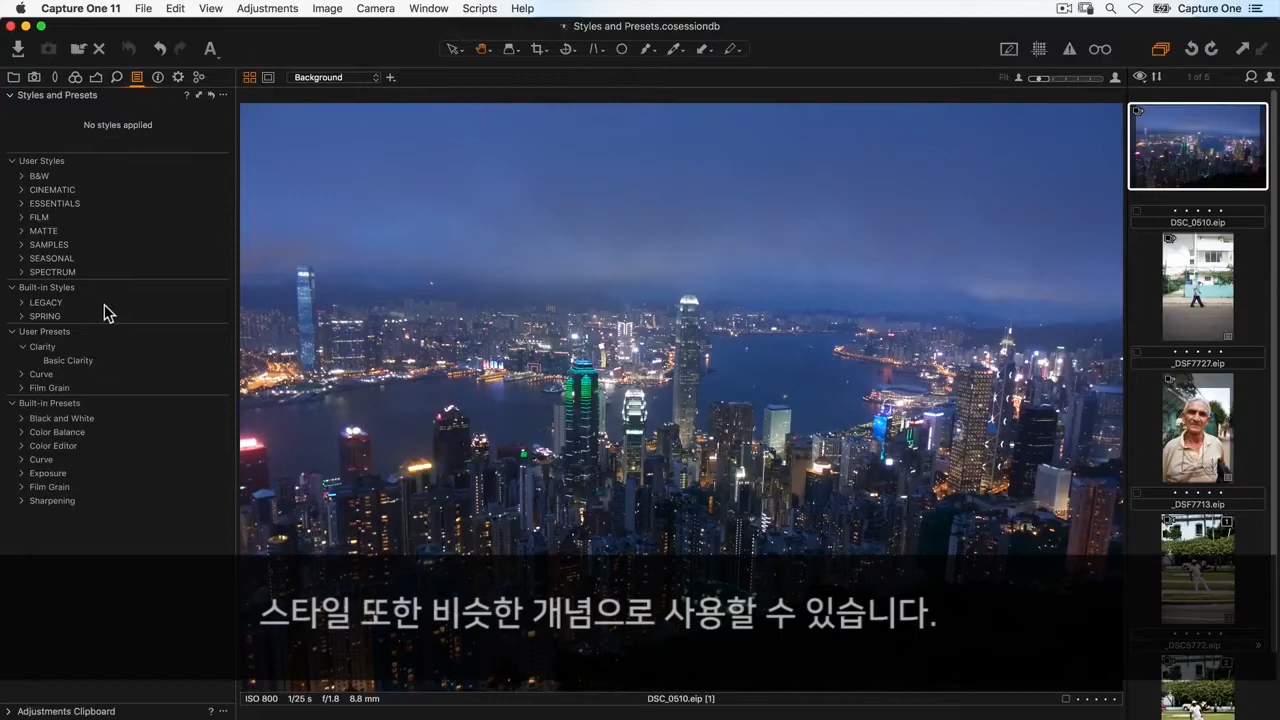 Capture One 11 File Edit View Adjustments Image Camera Window Scripts Help Capture One
Styles and Presets.cosessiondb
Background
Fit
1 of 5
Styles and Presets
?
No styles applied
User Styles
B&W
CINEMATIC
ESSENTIALS
FILM
MATTE
SAMPLES
SEASONAL
SPECTRUM
Built-in Styles
LEGACY
SPRING
User Presets
Clarity
Basic Clarity
Curve
Film Grain
Built-in Presets
Black and White
Color Balance
Color Editor
Curve
Exposure
Film Grain
Sharpening
DSC_0510.eip
_DSF7727.eip
_DSF7713.eip
1
_DSC5772.eip
2
스타일 또한 비슷한 개념으로 사용할 수 있습니다.
ISO 800 1/25 s f/1.8 8.8 mm
DSC_0510.eip [1]
Adjustments Clipboard
?